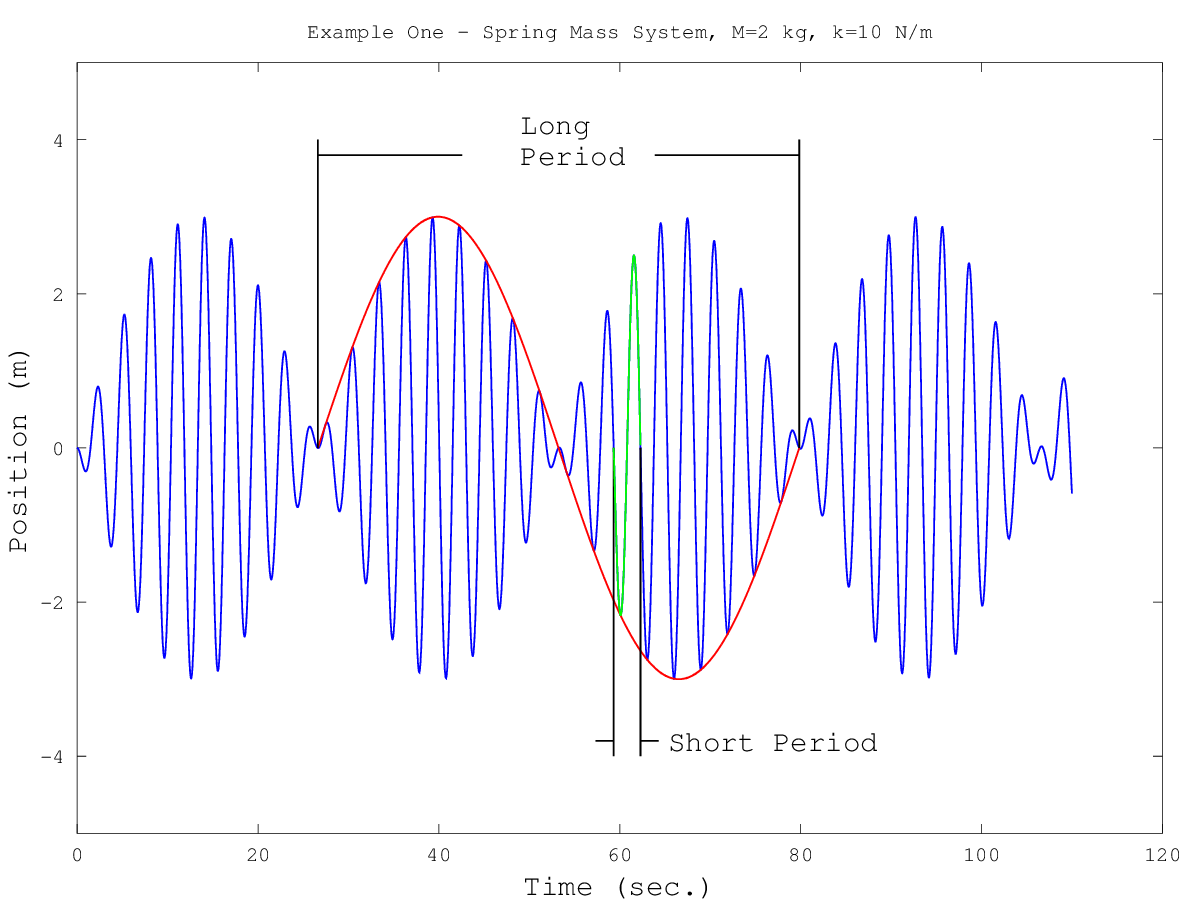 Example One - Spring Mass System, M=2 kg, k=10 N/m
Long
Period
4
2
0
-2
-4
Position (m)
Short Period
0
20
40
60
80
100
120
Time (sec.)